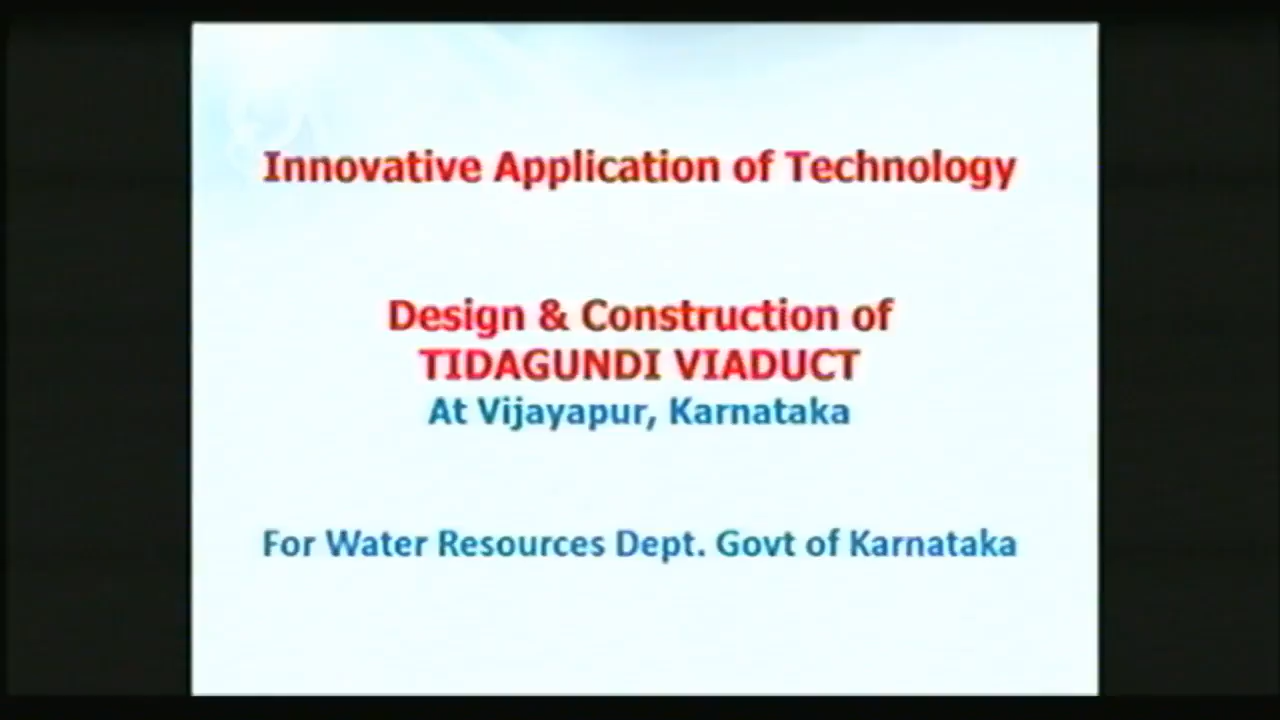 Innovative Application of Technology
Design & Construction of
TIDAGUNDI VIADUCT
At Vijayapur, Karnataka
For Water Resources Dept. Govt of Karnataka